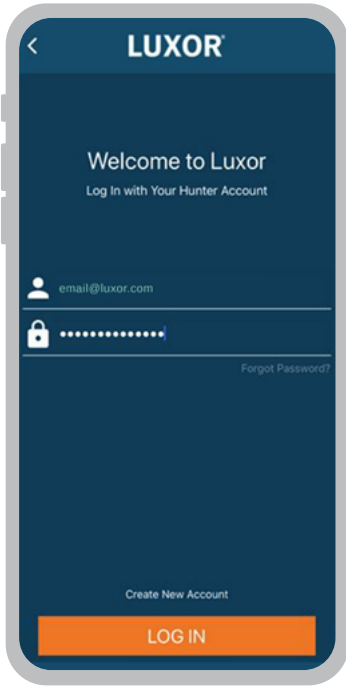 LUXOR
Welcome to Luxor
Log In with Your Hunter Account
email@luxor.com
••••••••••••••
Forgot Password?
Create New Account
LOG IN